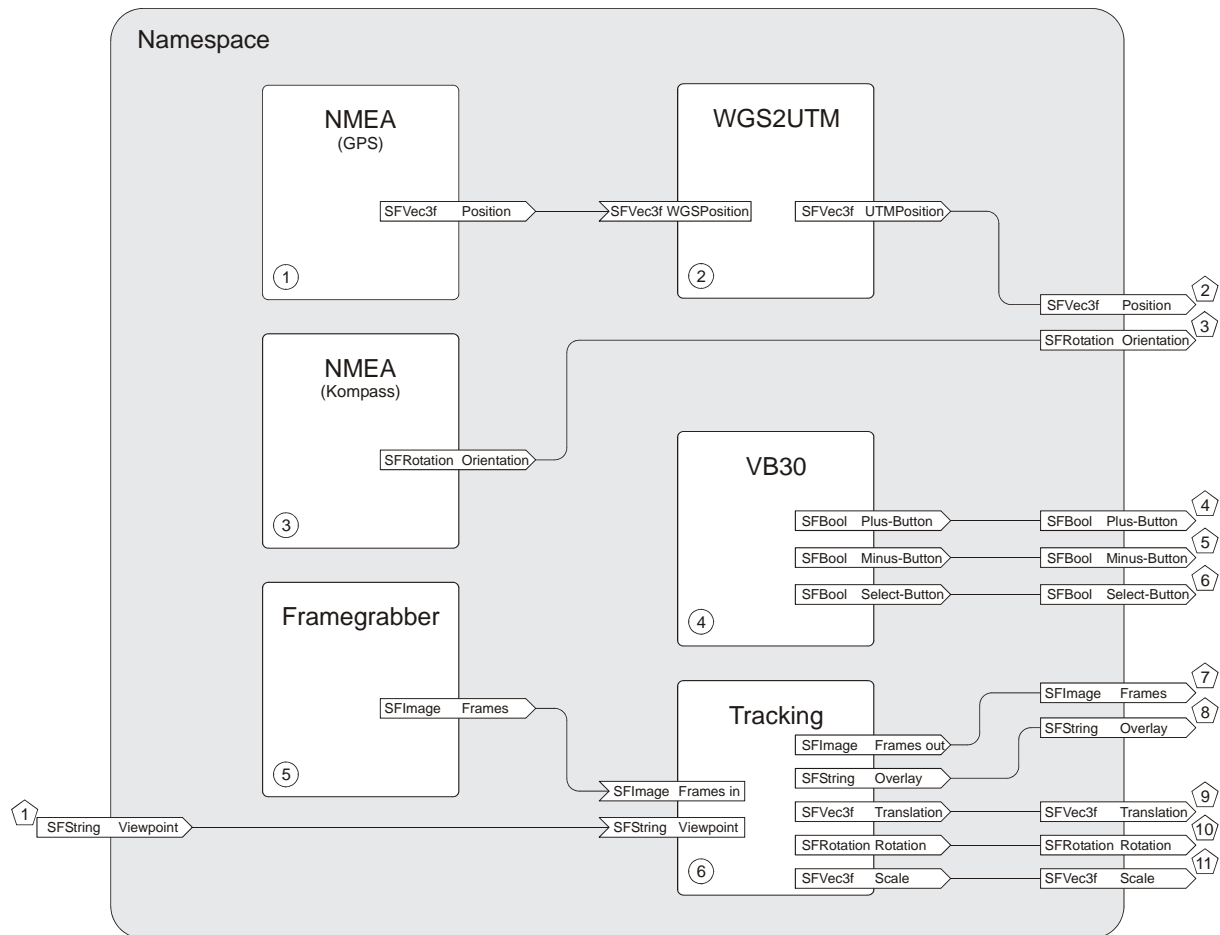 Namespace
NMEA
(GPS)
SFVec3f Position
1
WGS2UTM
SFVec3f WGSPosition
SFVec3f UTMPosition
2
SFVec3f Position
2
SFRotation Orientation
3
NMEA
(Kompass)
SFRotation Orientation
3
VB30
SFBool Plus-Button
SFBool Minus-Button
SFBool Select-Button
4
SFBool Plus-Button
4
SFBool Minus-Button
5
SFBool Select-Button
6
Framegrabber
SFImage Frames
5
1
SFString Viewpoint
Tracking
SFImage Frames out
SFString Overlay
SFImage Frames in
SFVec3f Translation
SFString Viewpoint
SFRotation Rotation
SFVec3f Scale
6
SFImage Frames
7
SFString Overlay
8
SFVec3f Translation
9
SFRotation Rotation
10
SFVec3f Scale
11